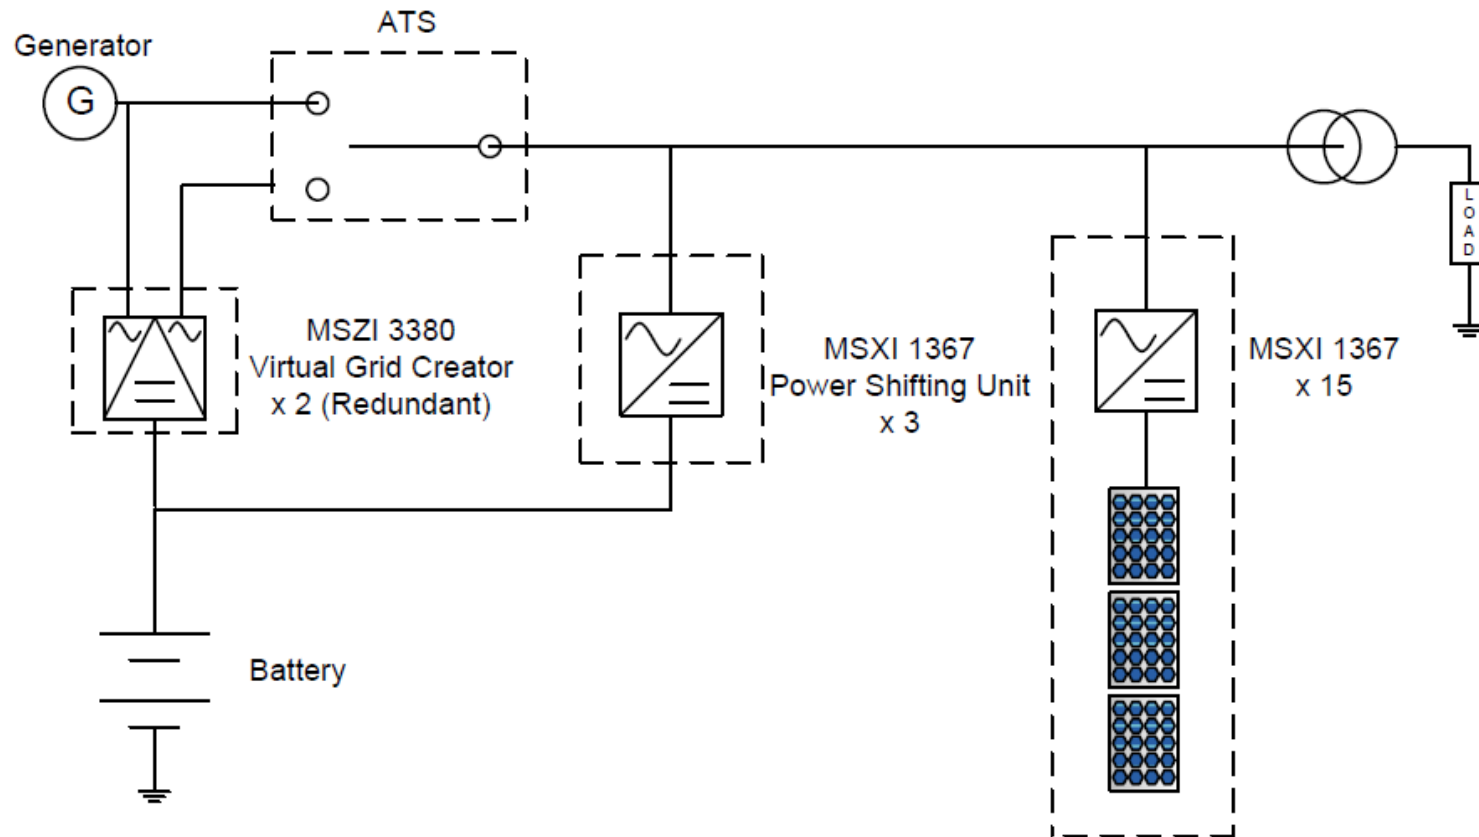 ATS
Generator
G
MSZI 3380
Virtual Grid Creator
x 2 (Redundant)
MSXI 1367
Power Shifting Unit
x 3
MSXI 1367
x 15
LOAD
Battery